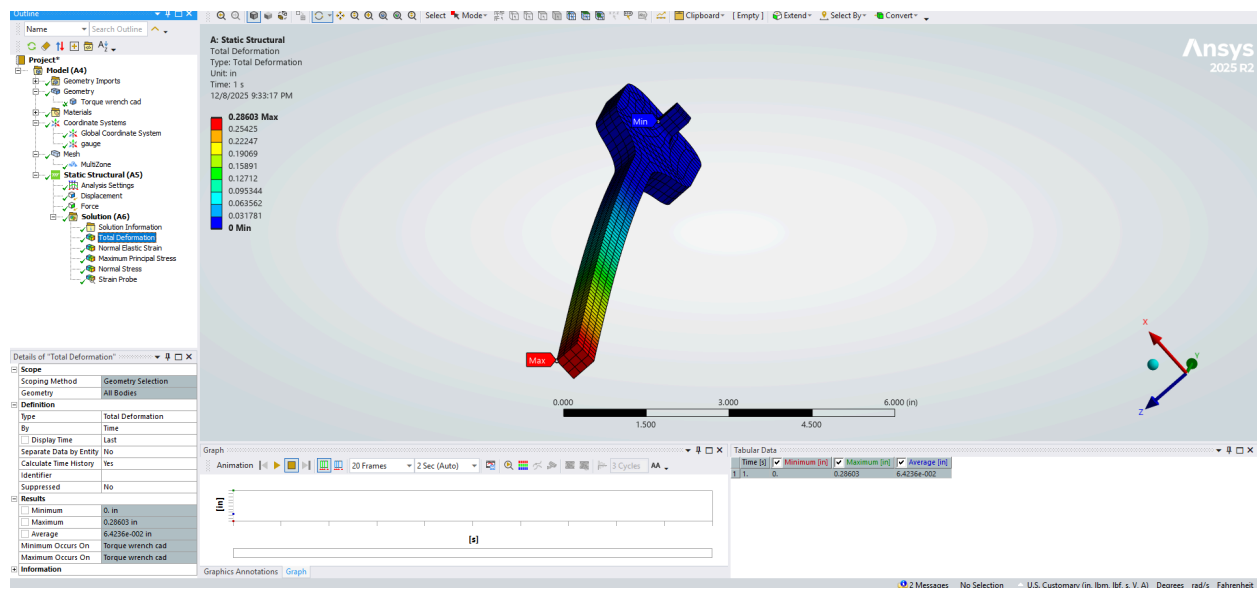 Outline
Name
Search Outline
Project*
Model (A4)
Geometry Imports
Geometry
Torque wrench cad
Materials
Coordinate Systems
Global Coordinate System
gauge
Mesh
MultiZone
Static Structural (A5)
Analysis Settings
Displacement
Force
Solution (A6)
Solution Information
Total Deformation
Normal Elastic Strain
Maximum Principal Stress
Normal Stress
Strain Probe
Details of "Total Deformation"
Scope
Scoping Method Geometry Selection
Geometry All Bodies
Definition
Type Total Deformation
By Time
Display Time Last
Separate Data by Entity No
Calculate Time History Yes
Identifier
Suppressed No
Results
Minimum 0. in
Maximum 0.28603 in
Average 6.4236e-002 in
Minimum Occurs On Torque wrench cad
Maximum Occurs On Torque wrench cad
Information
Select Mode Clipboard [ Empty ] Extend Select By Convert
A: Static Structural
Total Deformation
Type: Total Deformation
Unit: in
Time: 1 s
12/8/2025 9:33:17 PM
0.28603 Max
0.25425
0.22247
0.19069
0.15891
0.12712
0.095344
0.063562
0.031781
0 Min
Ansys
2025 R2
Min
Max
0.000 3.000 6.000 (in)
1.500 4.500
X
Y
Z
Graph
Animation 20 Frames 2 Sec (Auto) 3 Cycles AA
[in]
[s]
Graphics Annotations Graph
Tabular Data
Time [s] Minimum [in] Maximum [in] Average [in]
1 1. 0. 0.28603 6.4236e-002
2 Messages No Selection U.S. Customary (in, lbm, lbf, s, V, A) Degrees rad/s Fahrenheit